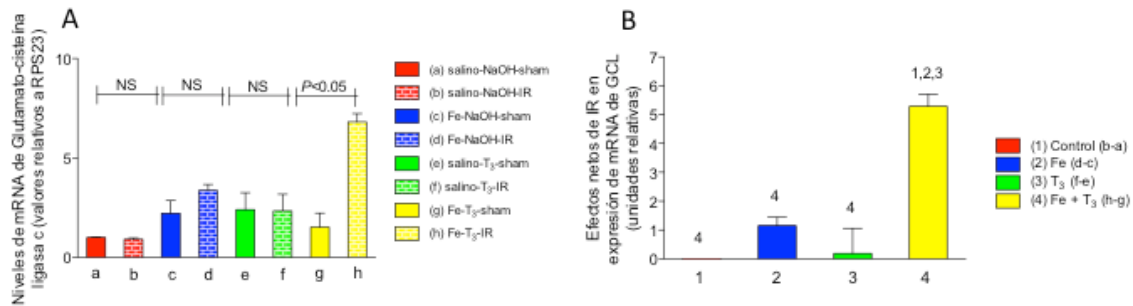 A
Niveles de mRNA de Glutamato-cisteína
ligasa c (valores relativos a RPS23)
10
5
0
NS
NS
NS
P<0.05
a
b
c
d
e
f
g
h
(a) salino-NaOH-sham
(b) salino-NaOH-IR
(c) Fe-NaOH-sham
(d) Fe-NaOH-IR
(e) salino-T₃-sham
(f) salino-T₃-IR
(g) Fe-T₃-sham
(h) Fe-T₃-IR
B
Efectos netos de IR en
expresión de mRNA de GCL
(unidades relativas)
7
6
5
4
3
2
1
0
4
4
4
1,2,3
1
2
3
4
(1) Control (b-a)
(2) Fe (d-c)
(3) T₃ (f-e)
(4) Fe + T₃ (h-g)